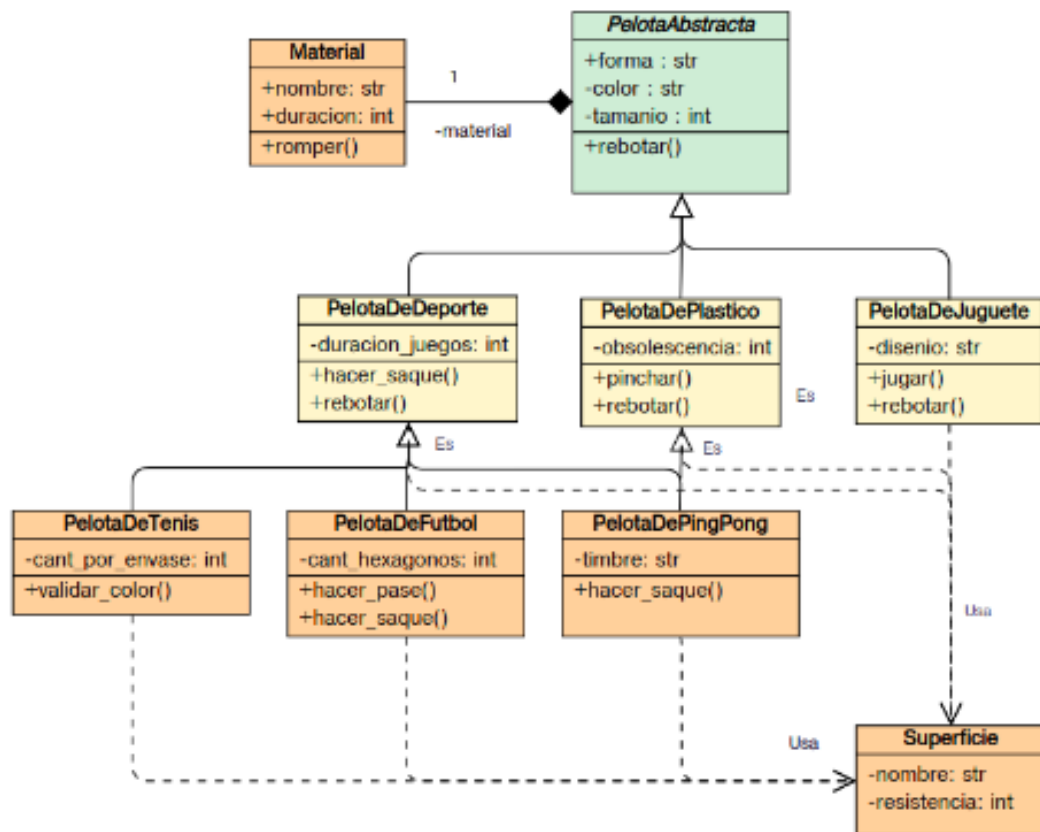 PelotaAbstracta
+forma : str
-color : str
-tamanio : int
+rebotar()
Material
+nombre: str
+duracion: int
+romper()
1
-material
PelotaDeDeporte
-duracion_juegos: int
+hacer_saque()
+rebotar()
PelotaDePlastico
-obsolescencia: int
+pinchar()
+rebotar()
PelotaDeJuguete
-disenio: str
+jugar()
+rebotar()
Es
Es
Es
PelotaDeTenis
-cant_por_envase: int
+validar_color()
PelotaDeFutbol
-cant_hexagonos: int
+hacer_pase()
+hacer_saque()
PelotaDePingPong
-timbre: str
+hacer_saque()
Usa
Usa
Superficie
-nombre: str
-resistencia: int